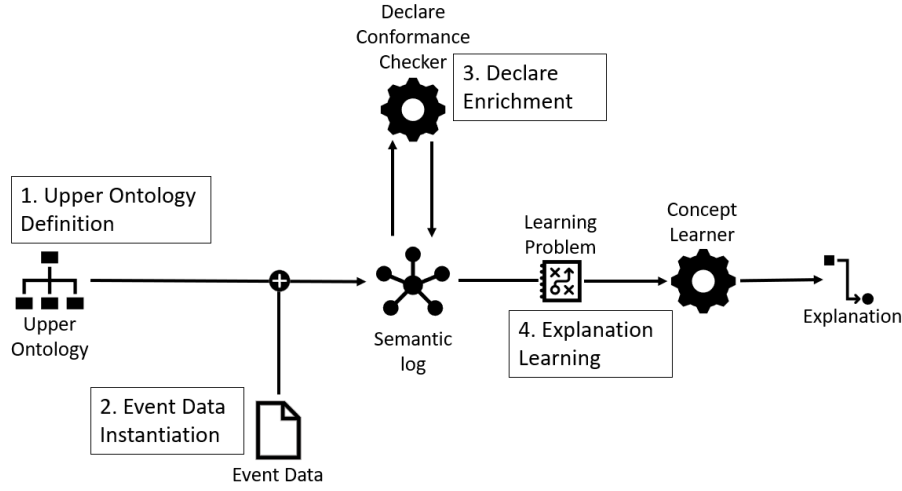 Declare
Conformance
Checker
3. Declare
Enrichment
1. Upper Ontology
Definition
Learning
Problem
Concept
Learner
Upper
Ontology
Semantic
log
4. Explanation
Learning
Explanation
2. Event Data
Instantiation
Event Data